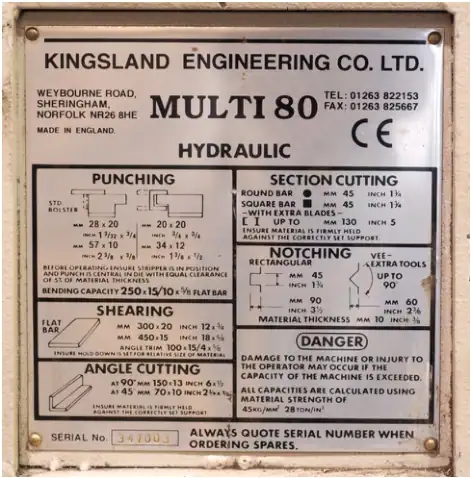 KINGSLAND ENGINEERING CO. LTD.
WEYBOURNE ROAD,
SHERINGHAM,
NORFOLK NR26 8HE
MADE IN ENGLAND.
MULTI 80
TEL: 01263 822153
FAX: 01263 825667
CE
HYDRAULIC
PUNCHING
STD.
BOLSTER
MM 28 x 20
MM 20 x 20
INCH 1 3/32 x 3/4
INCH 3/4 x 3/4
MM 57 x 10
MM 34 x 12
INCH 2 3/8 x 3/8
INCH 1 3/8 x 1/2
BEFORE OPERATING ENSURE STRIPPER IS IN POSITION
AND PUNCH IS CENTRAL IN DIE WITH EQUAL CLEARANCE
OF ST. OF MATERIAL THICKNESS
BENDING CAPACITY 250 x 15/10 x 5/8 FLAT BAR
SHEARING
FLAT
BAR
MM 300 x 20 INCH 12 x 3/4
MM 450 x 15 INCH 18 x 5/8
ANGLE TRIM 100 x 15/4 x 5/8
ENSURE HOLD DOWN IS SET FOR RELATIVE SIZE OF MATERIAL
ANGLE CUTTING
AT 90° MM 150 x 13 INCH 6 x 1/2
AT 45° MM 70 x 10 INCH 2 3/4 x 3/8
ENSURE MATERIAL IS FIRMLY HELD
AGAINST THE CORRECTLY SET SUPPORT.
SECTION CUTTING
ROUND BAR MM 45 INCH 1 3/4
SQUARE BAR MM 45 INCH 1 3/4
-WITH EXTRA BLADES-
UP TO MM 130 INCH 5
ENSURE MATERIAL IS FIRMLY HELD
AGAINST THE CORRECTLY SET SUPPORT.
NOTCHING
RECTANGULAR
VEE-
EXTRA TOOLS
MM 45
INCH 1 3/4
UP TO
90°
MM 90
INCH 3 1/2
MM 60
INCH 2 3/8
MATERIAL THICKNESS MM 10 INCH 3/8
DANGER
DAMAGE TO THE MACHINE OR INJURY TO
THE OPERATOR MAY OCCUR IF THE
CAPACITY OF THE MACHINE IS EXCEEDED.
ALL CAPACITIES ARE CALCULATED USING
MATERIAL STRENGTH OF
45KG/MM² 28TON/IN²
SERIAL No. 341003
ALWAYS QUOTE SERIAL NUMBER WHEN
ORDERING SPARES.